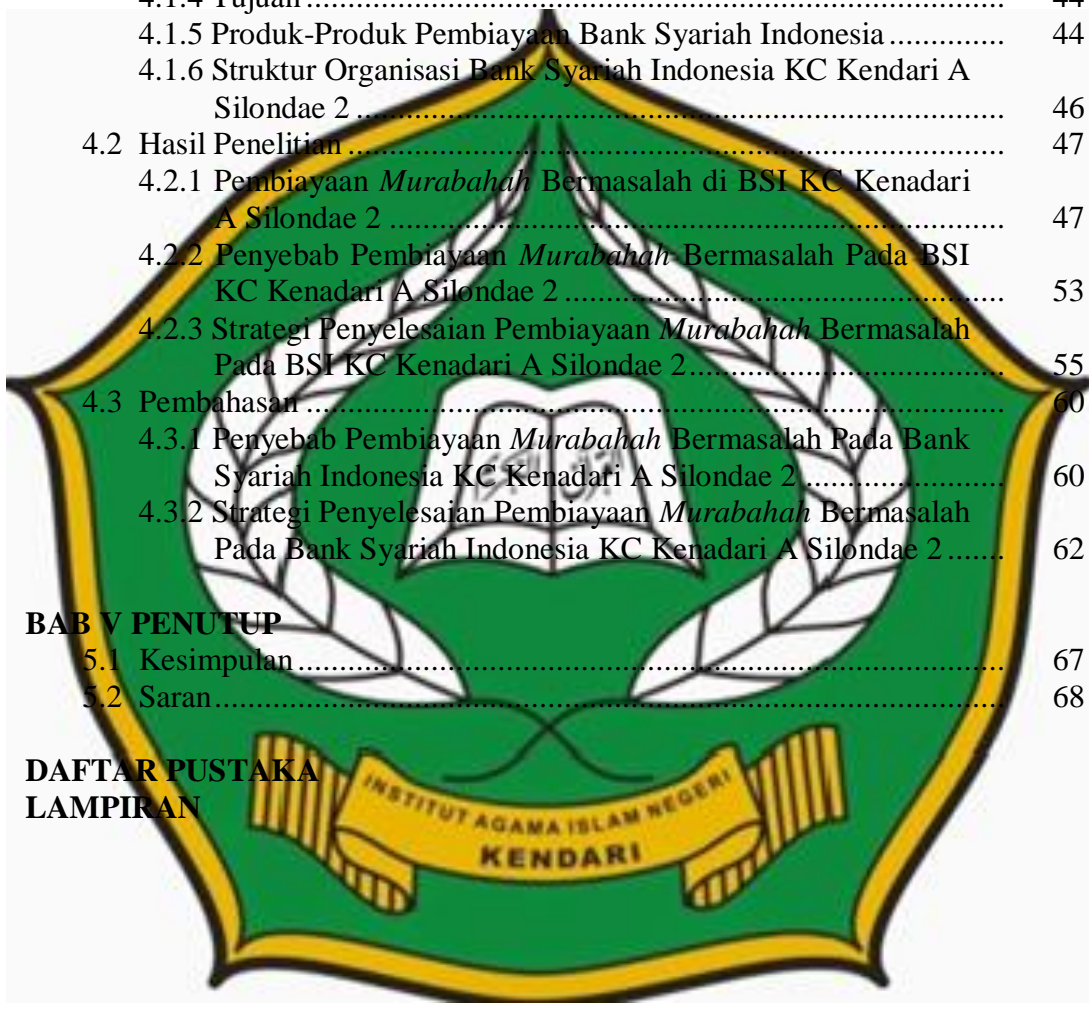 4.1.4 Tujuan ........................................................................ 44
4.1.5 Produk-Produk Pembiayaan Bank Syariah Indonesia .............. 44
4.1.6 Struktur Organisasi Bank Syariah Indonesia KC Kendari A
Silondae 2 ........................................................................ 46
4.2 Hasil Penelitian ........................................................................ 47
4.2.1 Pembiayaan Murabahah Bermasalah di BSI KC Kenadari
A Silondae 2 ........................................................................ 47
4.2.2 Penyebab Pembiayaan Murabahah Bermasalah Pada BSI
KC Kenadari A Silondae 2 ................................................ 53
4.2.3 Strategi Penyelesaian Pembiayaan Murabahah Bermasalah
Pada BSI KC Kenadari A Silondae 2 .................................. 55
4.3 Pembahasan ........................................................................ 60
4.3.1 Penyebab Pembiayaan Murabahah Bermasalah Pada Bank
Syariah Indonesia KC Kenadari A Silondae 2 ...................... 60
4.3.2 Strategi Penyelesaian Pembiayaan Murabahah Bermasalah
Pada Bank Syariah Indonesia KC Kenadari A Silondae 2 ....... 62
BAB V PENUTUP
5.1 Kesimpulan ........................................................................ 67
5.2 Saran ........................................................................ 68
DAFTAR PUSTAKA
LAMPIRAN
INSTITUT AGAMA ISLAM NEGERI
KENDARI